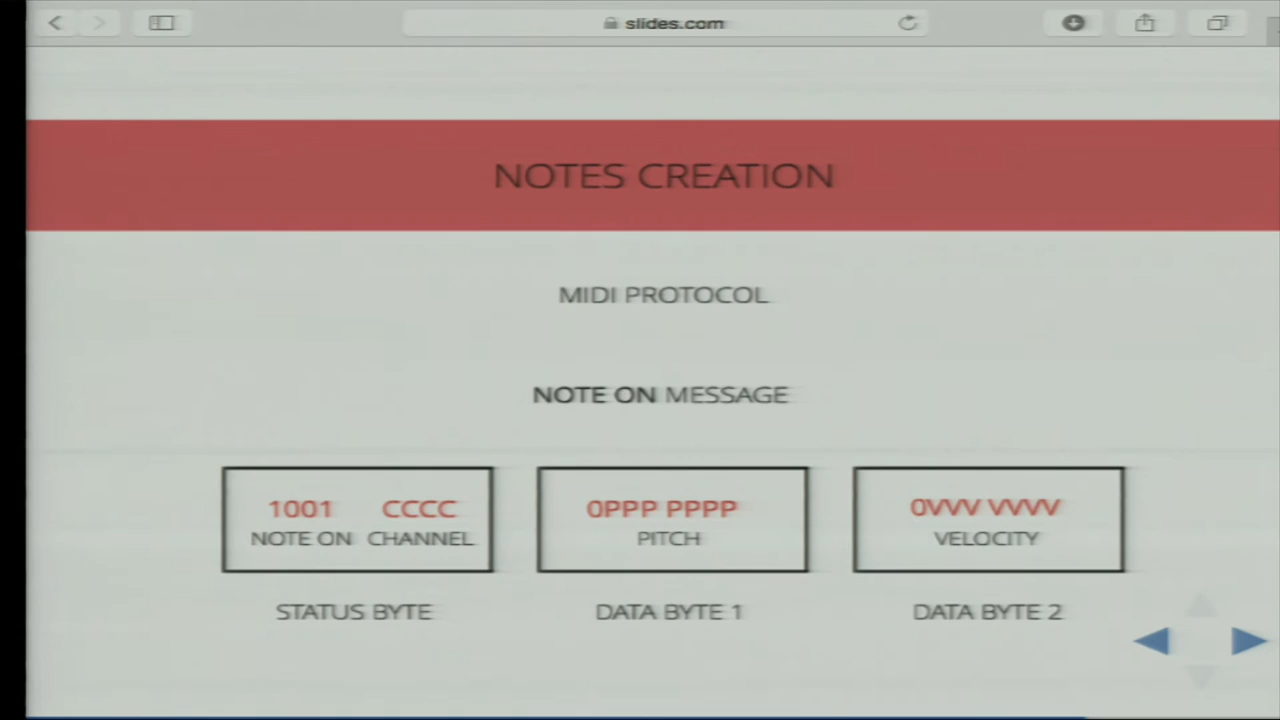 slides.com
NOTES CREATION
MIDI PROTOCOL
NOTE ON MESSAGE
1001 CCCC
NOTE ON CHANNEL
0PPP PPPP
PITCH
0VVV VVVV
VELOCITY
STATUS BYTE
DATA BYTE 1
DATA BYTE 2